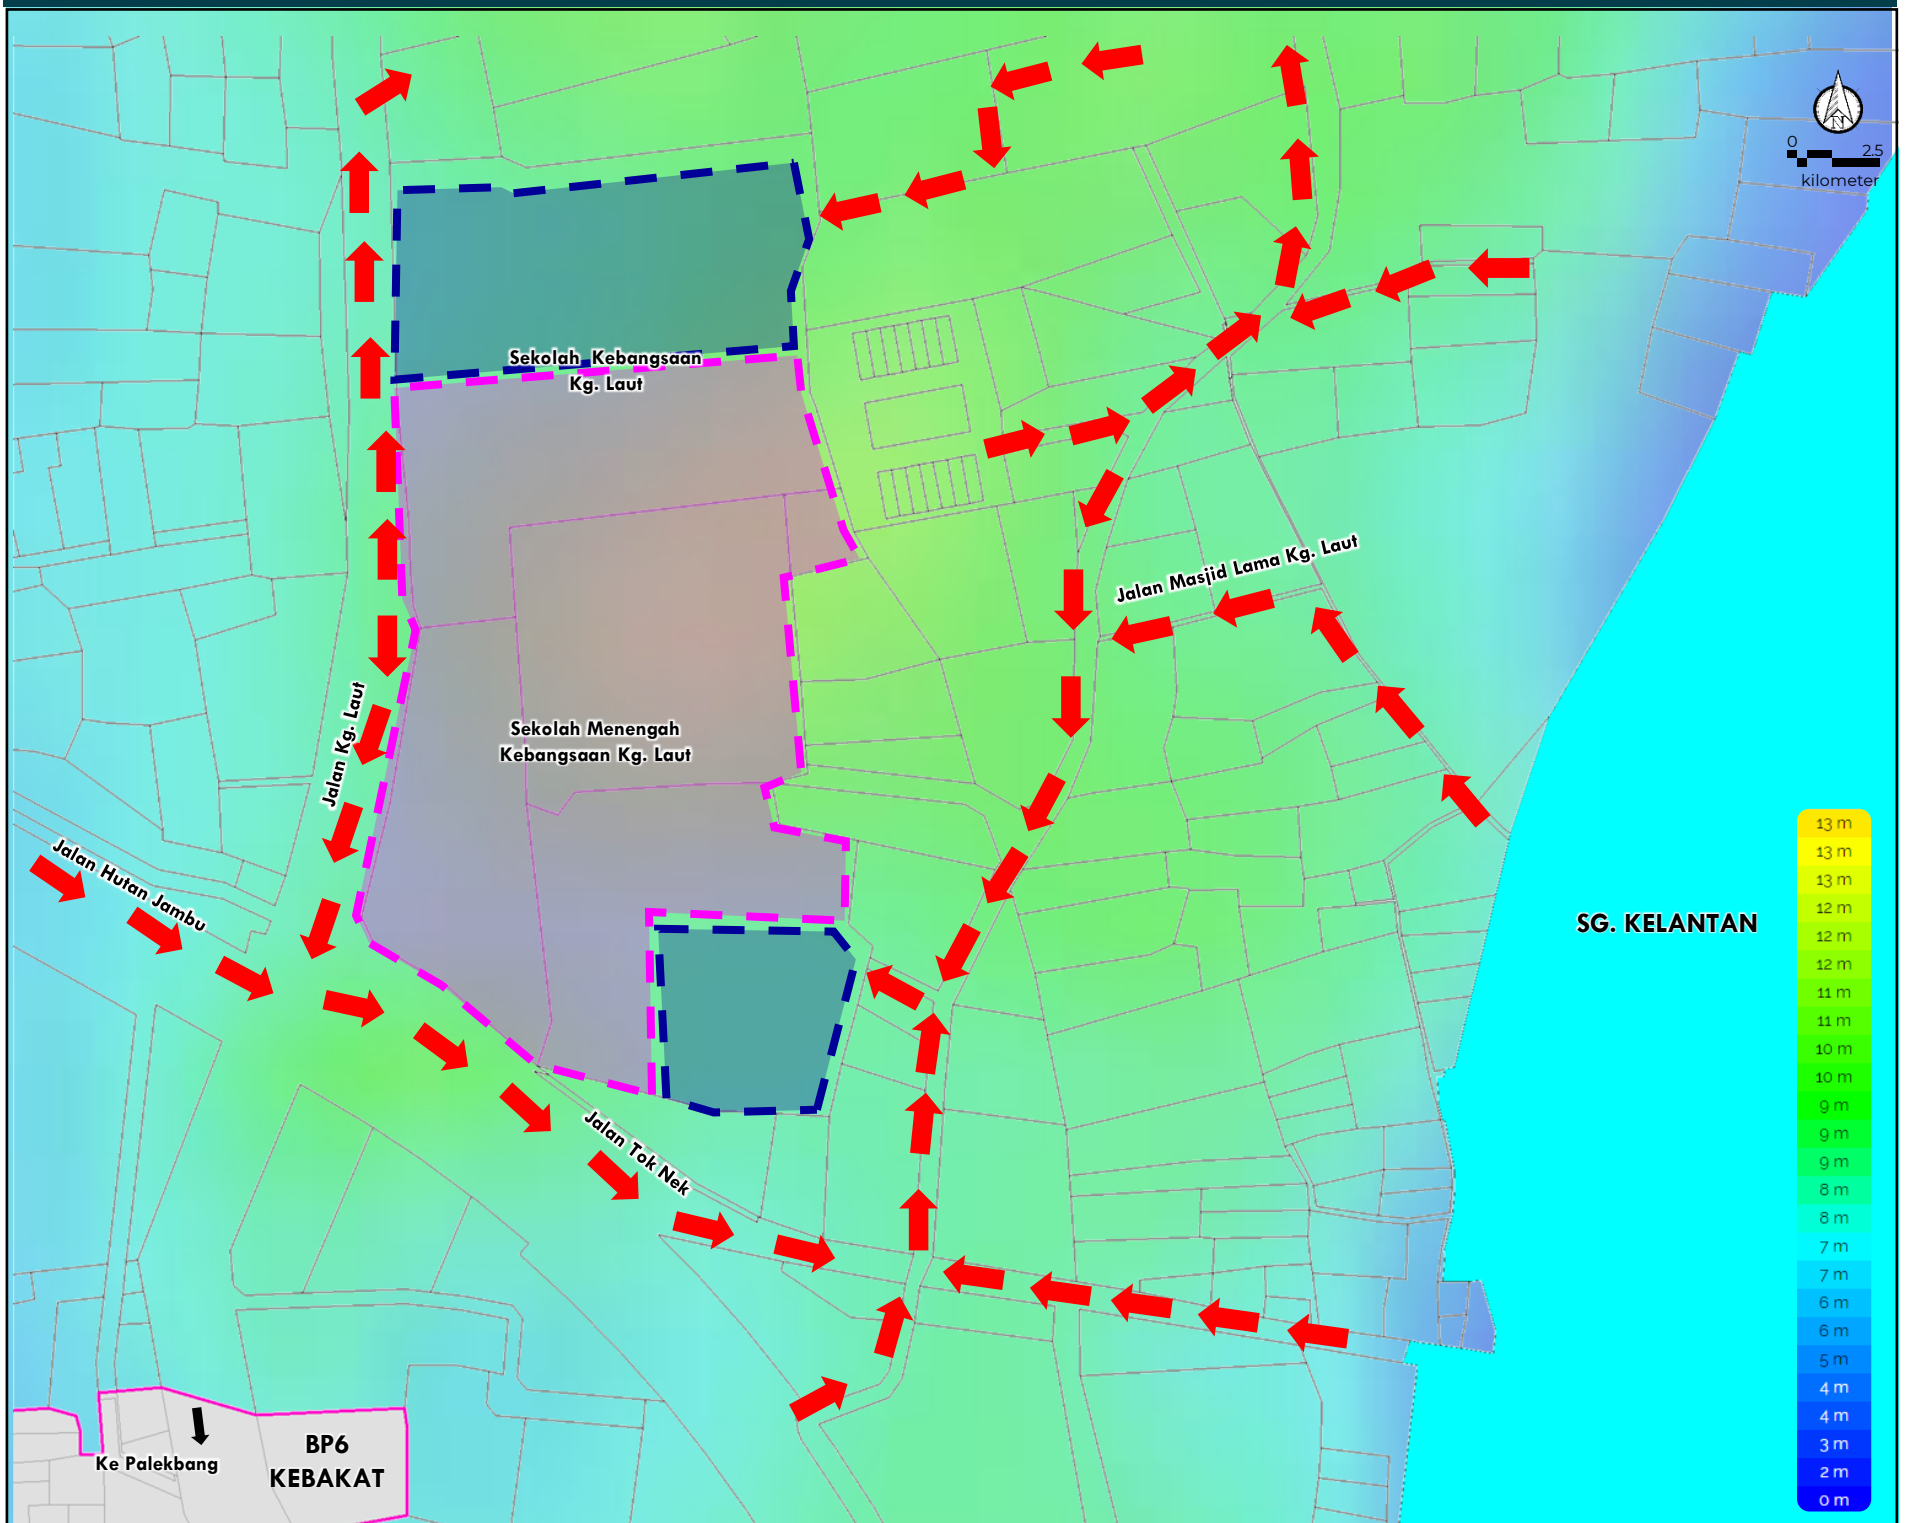 N
0
2.5
kilometer
Sekolah Kebangsaan
Kg. Laut
Jalan Masjid Lama Kg. Laut
Jalan Kg. Laut
Sekolah Menengah
Kebangsaan Kg. Laut
Jalan Hutan Jambu
SG. KELANTAN
Jalan Tok Nek
BP6
KEBAKAT
Ke Palekbang
13 m
13 m
13 m
12 m
12 m
12 m
11 m
11 m
10 m
10 m
9 m
9 m
9 m
8 m
8 m
7 m
7 m
6 m
6 m
5 m
4 m
4 m
3 m
2 m
0 m